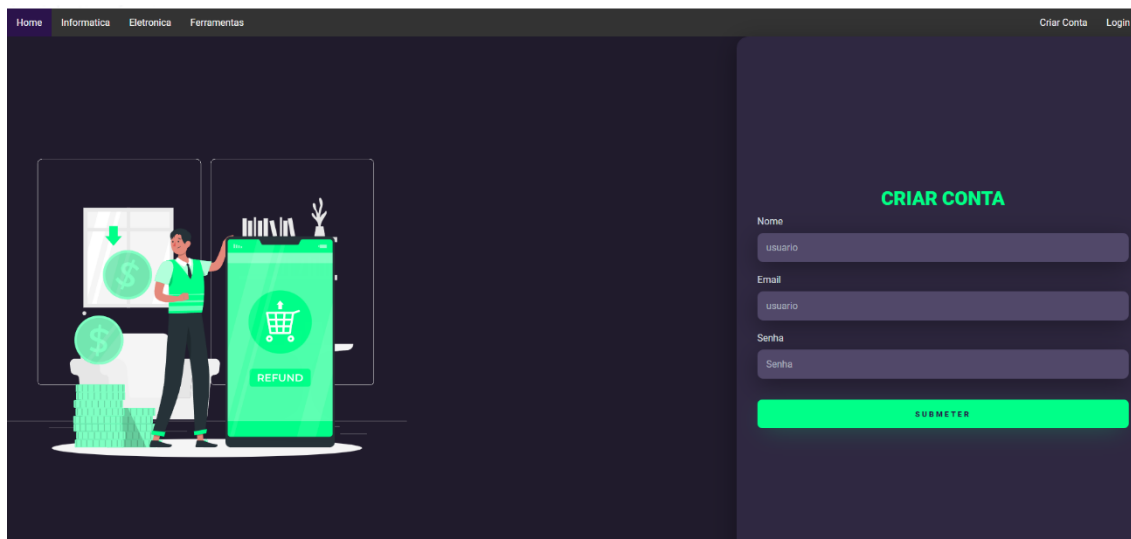 Home Informatica Eletronica Ferramentas Criar Conta Login
CRIAR CONTA
Nome
usuario
Email
usuario
Senha
Senha
SUBMETER
$
$
REFUND